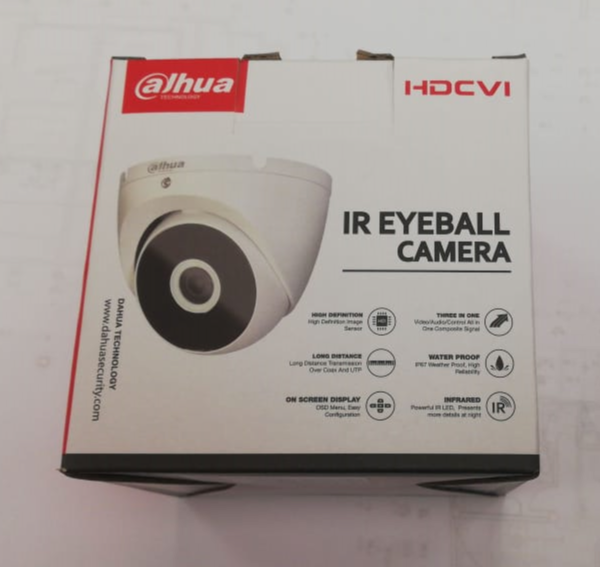 alhua
TECHNOLOGY
HDCVI
alhua
IR EYEBALL
CAMERA
HIGH DEFINITION
High Definition Image
Sensor
HD
THREE IN ONE
Video/Audio/Control All in
One Composite Signal
LONG DISTANCE
Long Distance Transmission
Over Coax And UTP
WATER PROOF
IP67 Weather Proof, High
Reliability
ON SCREEN DISPLAY
OSD Menu, Easy
Configuration
INFRARED
Powerful IR LED, Presents
more details at night
IR
DAHUA TECHNOLOGY
www.dahuasecurity.com